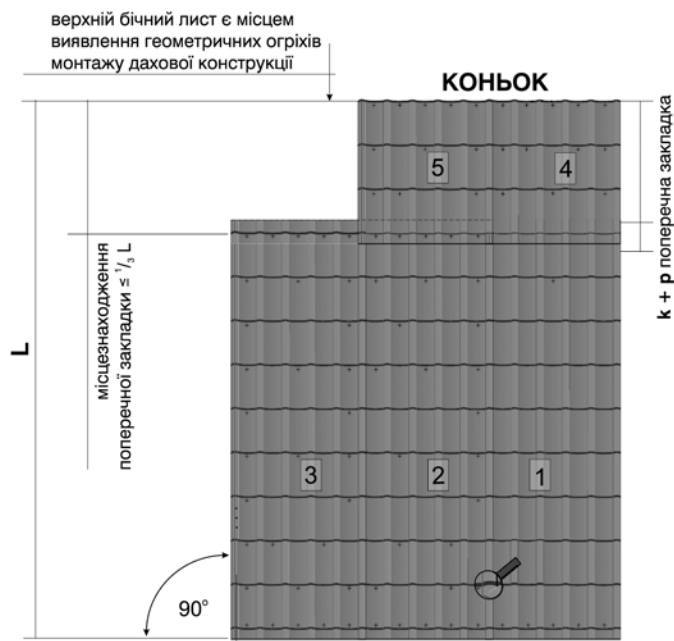 верхній бічний лист є місцем
виявлення геометричних огріхів
монтажу дахової конструкції
КОНЬОК
5
4
k + p поперечна закладка
місцезнаходження
поперечної закладки ≤ ¹/₃ L
L
3
2
1
90°